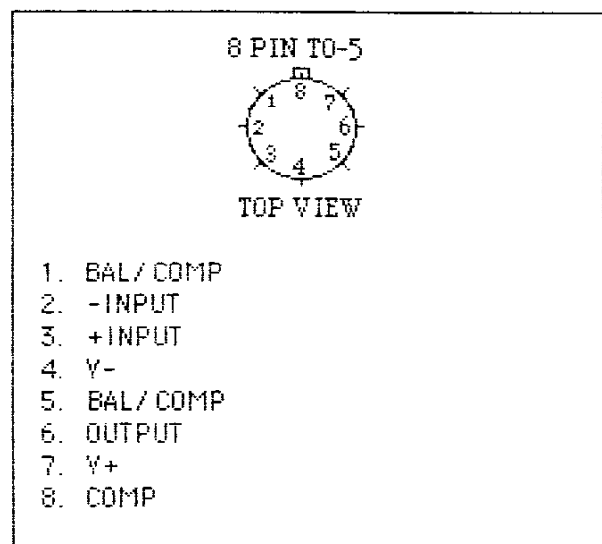 8 PIN TO-5
8
1 7
2 6
3 5
4
TOP VIEW
1. BAL/COMP
2. -INPUT
3. +INPUT
4. V-
5. BAL/COMP
6. OUTPUT
7. V+
8. COMP